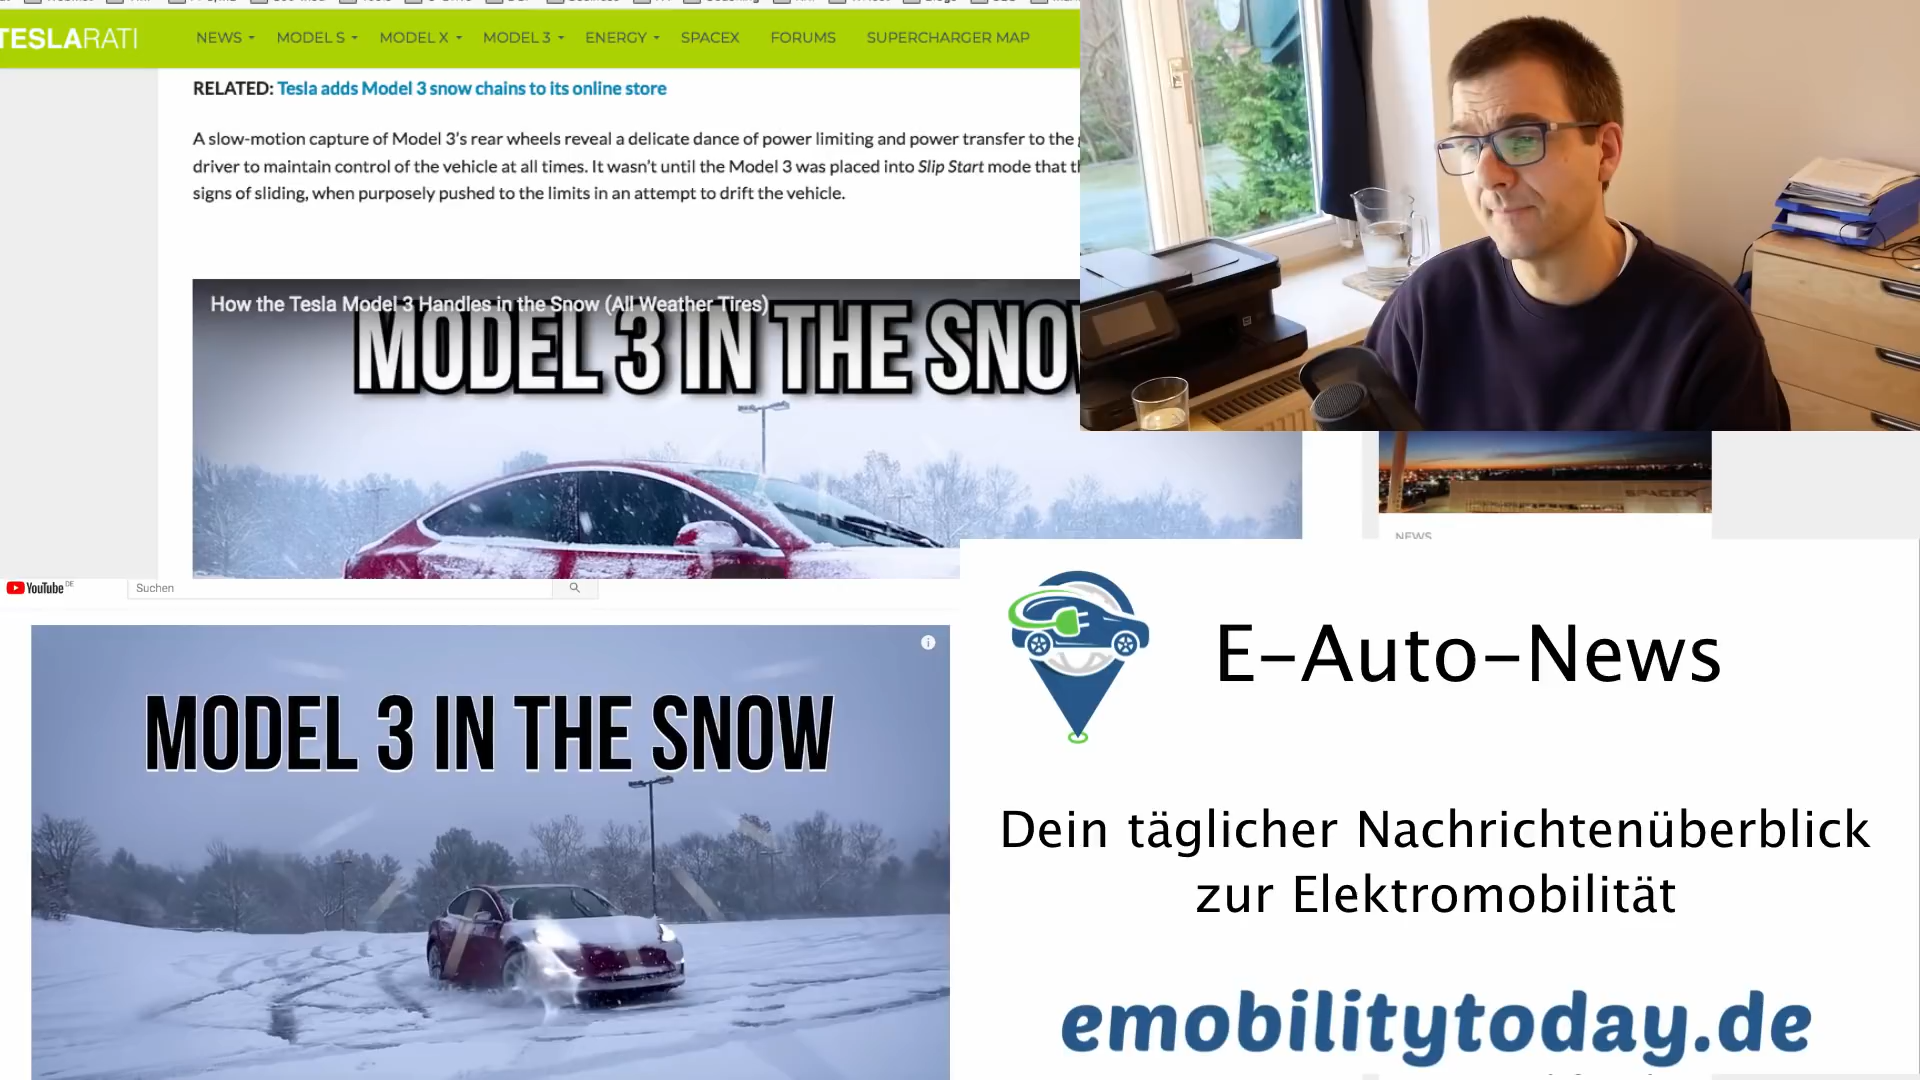 TESLARATI
NEWS MODEL S MODEL X MODEL 3 ENERGY SPACEX FORUMS SUPERCHARGER MAP
RELATED: Tesla adds Model 3 snow chains to its online store
A slow-motion capture of Model 3's rear wheels reveal a delicate dance of power limiting and power transfer to the
driver to maintain control of the vehicle at all times. It wasn't until the Model 3 was placed into Slip Start mode that
signs of sliding, when purposely pushed to the limits in an attempt to drift the vehicle.
How the Tesla Model 3 Handles in the Snow (All Weather Tires)
MODEL 3 IN THE SNO
SPACEX
NEWS
YouTube DE
Suchen
MODEL 3 IN THE SNOW
E-Auto-News
Dein täglicher Nachrichtenüberblick
zur Elektromobilität
emobilitytoday.de